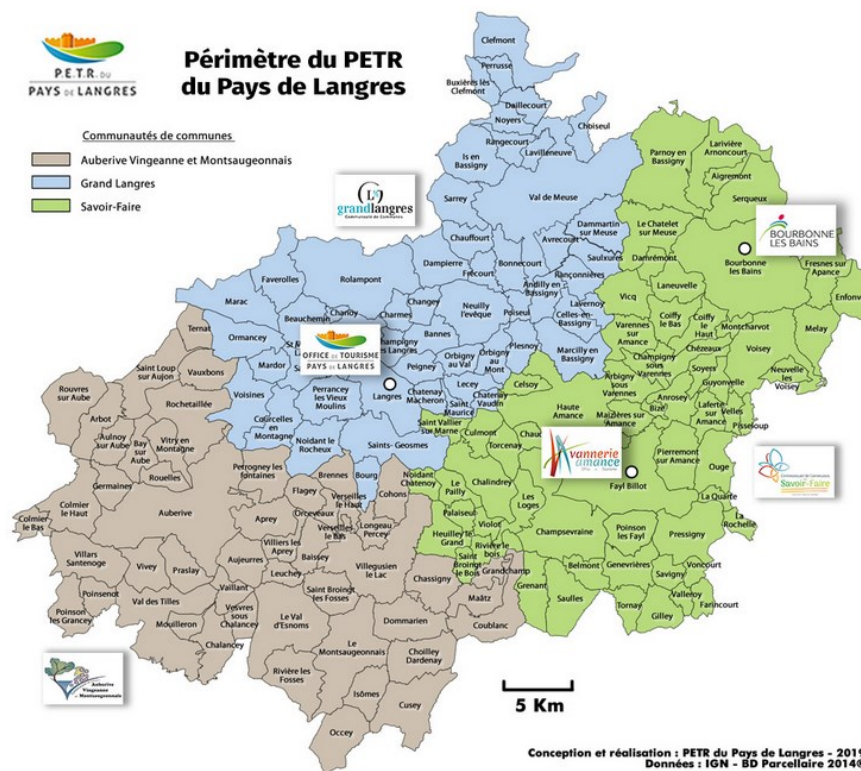 P.E.T.R. DU
PAYS DE LANGRES
Périmètre du PETR
du Pays de Langres
Communautés de communes
Auberive Vingeanne et Montsaugeonnais
Grand Langres
Savoir-Faire
grandlangres
Communauté de Communes
BOURBONNE
LES BAINS
OFFICE DE TOURISME
PAYS DE LANGRES
vannerie
amance
Savoir-Faire
Auberive
Vingeanne
Montsaugeonnais
Clefmont
Perrusse
Buxières lès
Clefmont
Daillecourt
Noyers
Choiseul
Rangecourt
Lavilleneuve
Is en
Bassigny
Val de Meuse
Sarrey
Dammartin
sur Meuse
Chauffourt
Avrecourt
Saulxures
Dampierre
Frécourt
Bonnecourt
Rançonnières
Andilly en
Bassigny
Rolampont
Faverolles
Marac
Changey
Neuilly
l'evêque
Poiseul
Lavernoy
Celles-en
Bassigny
Beauchemin
Chanoy
Charmes
Ormancey
Champigny
Bannes
Plesnoy
Marcilly en
Bassigny
Mardor
Peigney
Orbigny
au Val
Orbigny
au Mont
Voisines
Perrancey
les Vieux
Moulins
Langres
Chatenay
Macheron
Lecey
Chatenay
Vaudin
Saint
Maurice
Courcelles
en Montagne
Noidant le
Rocheux
Saints- Geosmes
Bourg
Parnoy en
Bassigny
Larivière
Arnoncourt
Aigremont
Serqueux
Le Chatelet
sur Meuse
Damrémont
Bourbonne
les Bains
Fresnes sur
Apance
Enfonv
Vicq
Laneuvelle
Coiffy
le Bas
Coiffy
le Haut
Montcharvot
Melay
Varennes
sur
Amance
Chézeaux
Voisey
Champigny
sous
Varennes
Soyers
Neuvelle
les
Voisey
Arbigny
sous
Varennes
Guyonvelle
Anrosey
Bize
Laferté
sur
Amance
Velles
Pisseloup
Celsoy
Haute
Amance
Maizières sur
Amance
Saint Vallier
sur Marne
Culmont
Chaud
Torcenay
Pierremont
sur Amance
Ouge
Fayl Billot
Noidant
Chatenoy
Le
Pailly
Chalindrey
Les
Loges
La Quarte
La
Rochelle
Palaiseul
Violot
Heuilley le
Grand
Rivière le
bois
Champsevraine
Poinson
les Fayl
Pressigny
Saint
Broingt
le Bois
Grandchamp
Belmont
Genevrières
Voncourt
Savigny
Grenant
Saulles
Valleroy
Farincourt
Tornay
Gilley
Ternat
Saint Loup
sur Aujon
Vauxbons
Rouvres
sur Aube
Rochetaillée
Arbot
Aulnoy
sur Aube
Bay
sur
Aube
Vitry en
Montagne
Rouelles
Germaines
Petrogney les
fontaines
Brennes
Flagey
Verseilles
le Haut
Cohons
Orceveaux
Verseilles
le Bas
Longeau
Percey
Colmier
le Haut
Colmier
le Bas
Auberive
Aprey
Villiers les
Aprey
Baissey
Aujeurres
Leuchey
Villegusien
le Lac
Villars
Santenoge
Vivey
Praslay
Vaillant
Saint Broingt
les Fosses
Chassigny
Maâtz
Poinsenot
Poinson
les Grancey
Val des Tilles
Vesvres
sous
Chalancey
Mouilleron
Chalancey
Le Val
d'Esnoms
Dommarien
Coublanc
Le
Montsaugeonnais
Choilley
Dardenay
Rivière les
Fosses
Isômes
Cusey
Occey
5 Km
Conception et réalisation : PETR du Pays de Langres - 2019
Données : IGN - BD Parcellaire 2014®